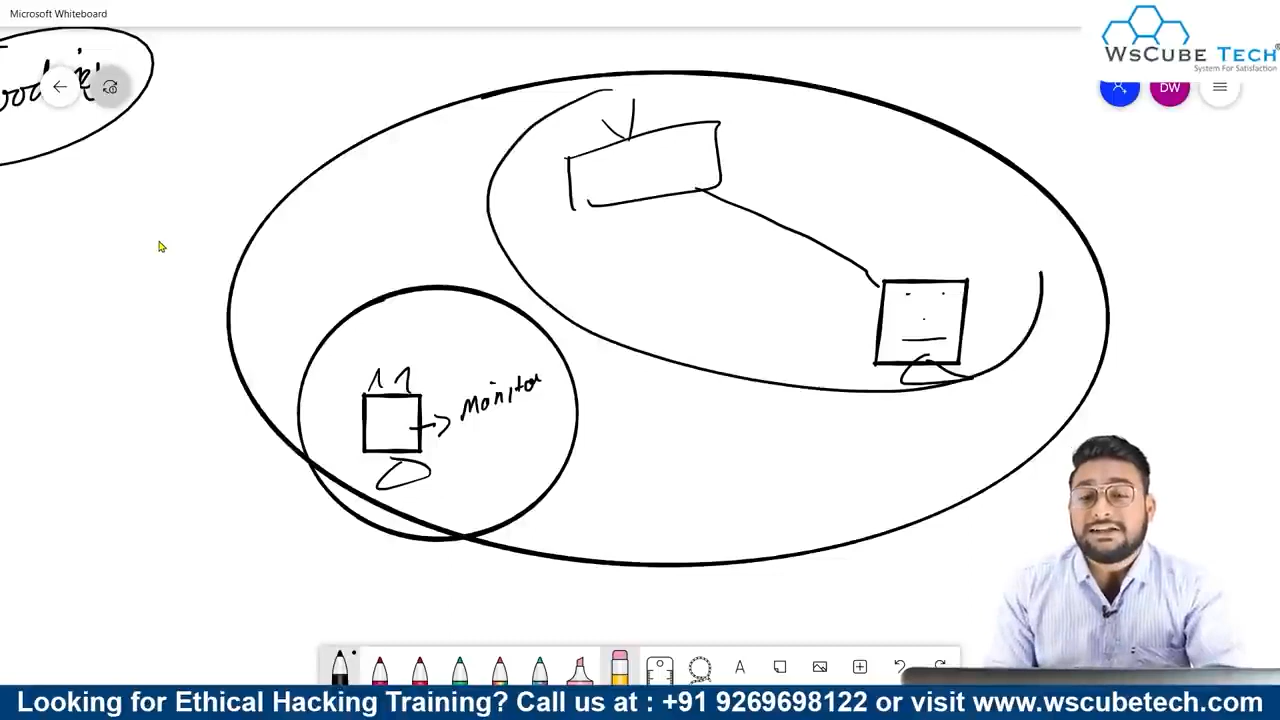 Microsoft Whiteboard
WSCUBE TECH
System For Satisfaction
DW
Monitor
A
Looking for Ethical Hacking Training? Call us at : +91 9269698122 or visit www.wscubetech.com